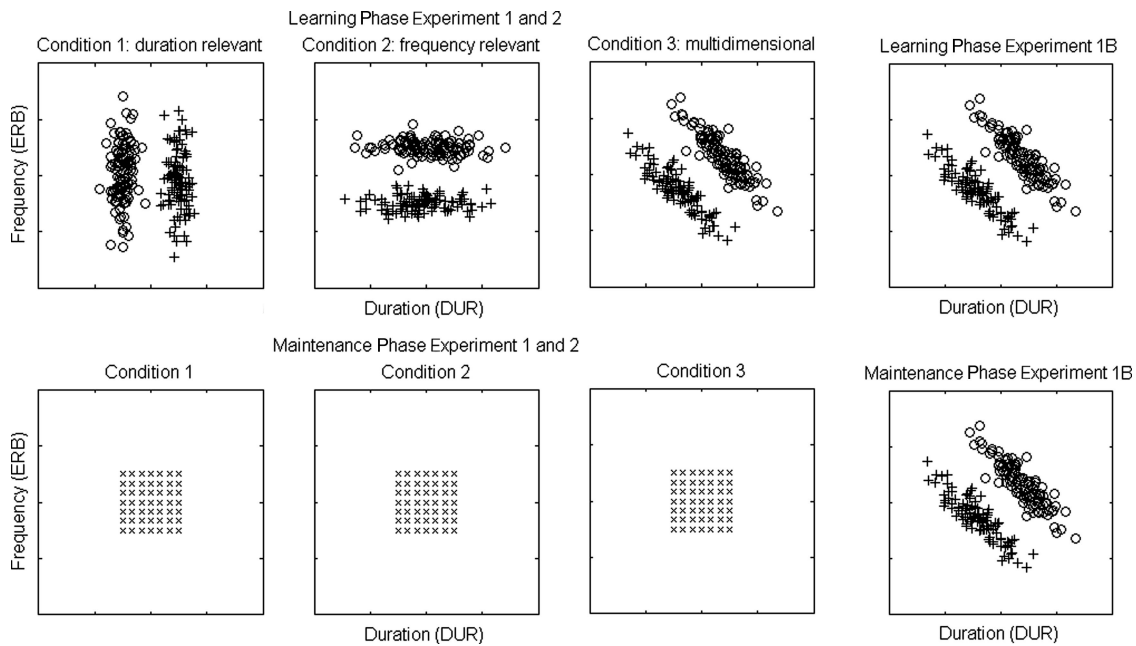 Learning Phase Experiment 1 and 2
Condition 1: duration relevant
Condition 2: frequency relevant
Condition 3: multidimensional
Learning Phase Experiment 1B
Frequency (ERB)
Duration (DUR)
Duration (DUR)
Maintenance Phase Experiment 1 and 2
Condition 1
Condition 2
Condition 3
Maintenance Phase Experiment 1B
Frequency (ERB)
Duration (DUR)
Duration (DUR)